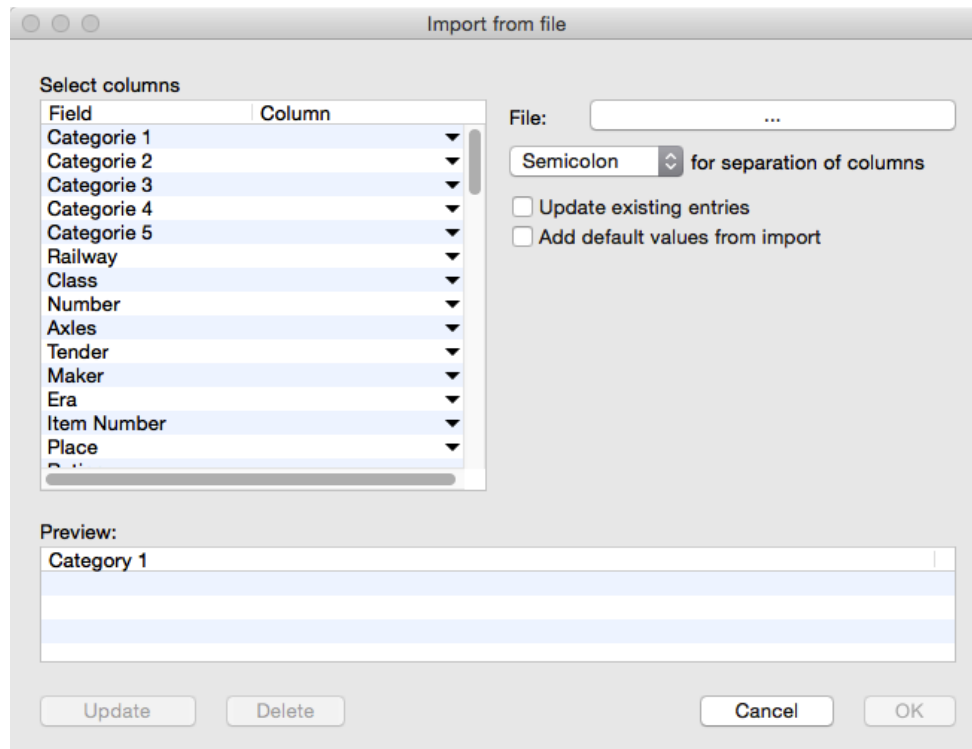 Import from file
Select columns
Field Column
Categorie 1
Categorie 2
Categorie 3
Categorie 4
Categorie 5
Railway
Class
Number
Axles
Tender
Maker
Era
Item Number
Place
File: ...
Semicolon for separation of columns
Update existing entries
Add default values from import
Preview:
Category 1
Update Delete Cancel OK